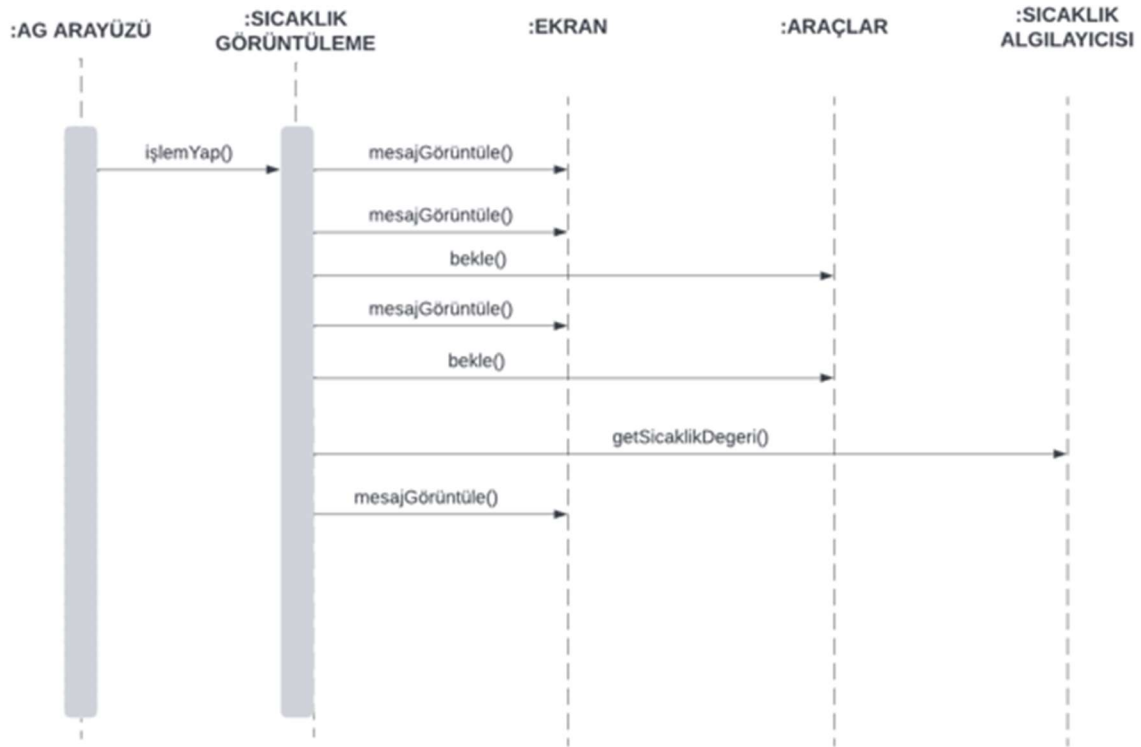 :AG ARAYÜZÜ
:SICAKLIK
GÖRÜNTÜLEME
:EKRAN
:ARAÇLAR
:SICAKLIK
ALGILAYICISI
işlemYap()
mesajGörüntüle()
mesajGörüntüle()
bekle()
mesajGörüntüle()
bekle()
getSicaklikDegeri()
mesajGörüntüle()